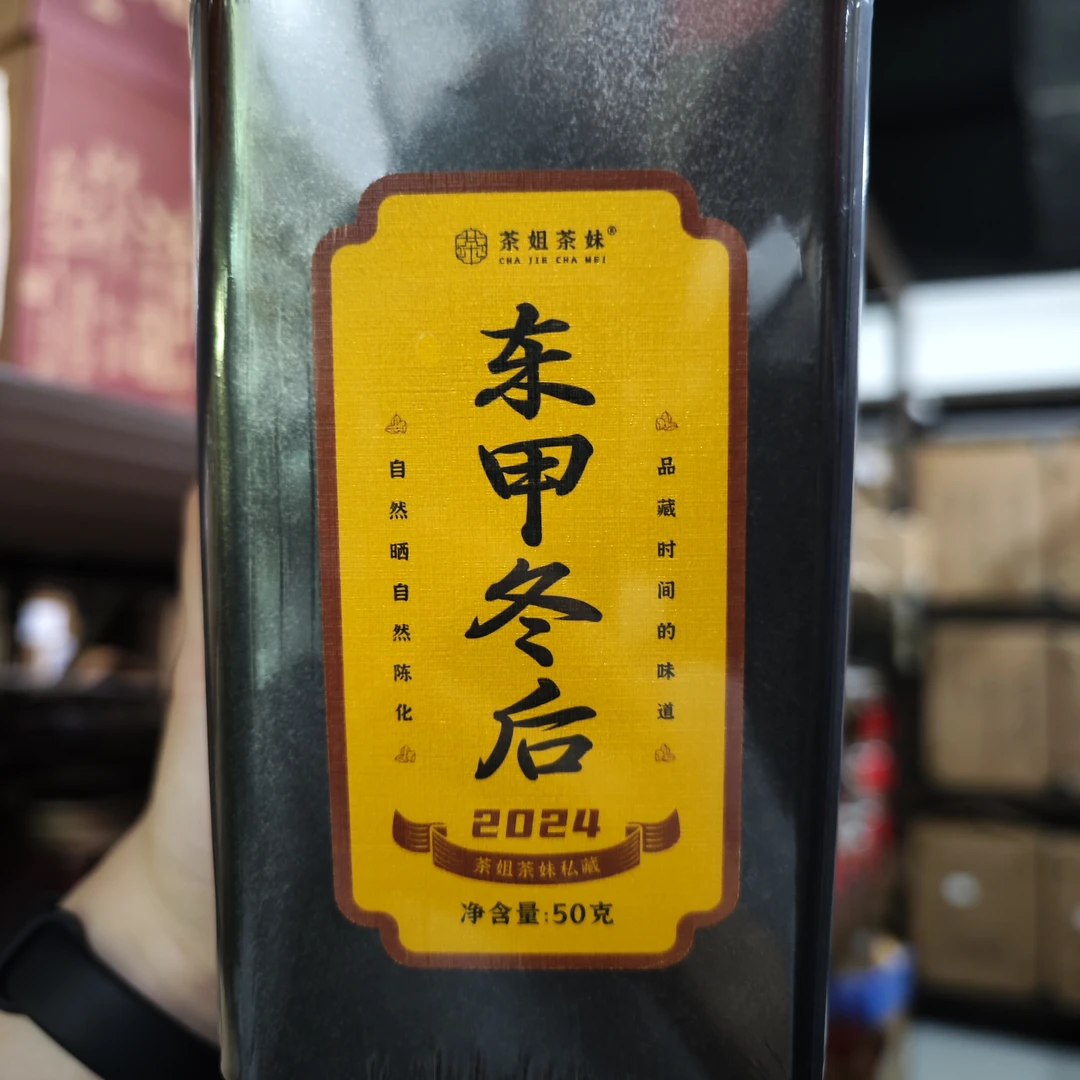 茶姐茶妹®
CHA JIE CHA MEI
东甲冬后
品藏时间的味道
自然晒自然陈化
2024
茶姐茶妹私藏
净含量:50克